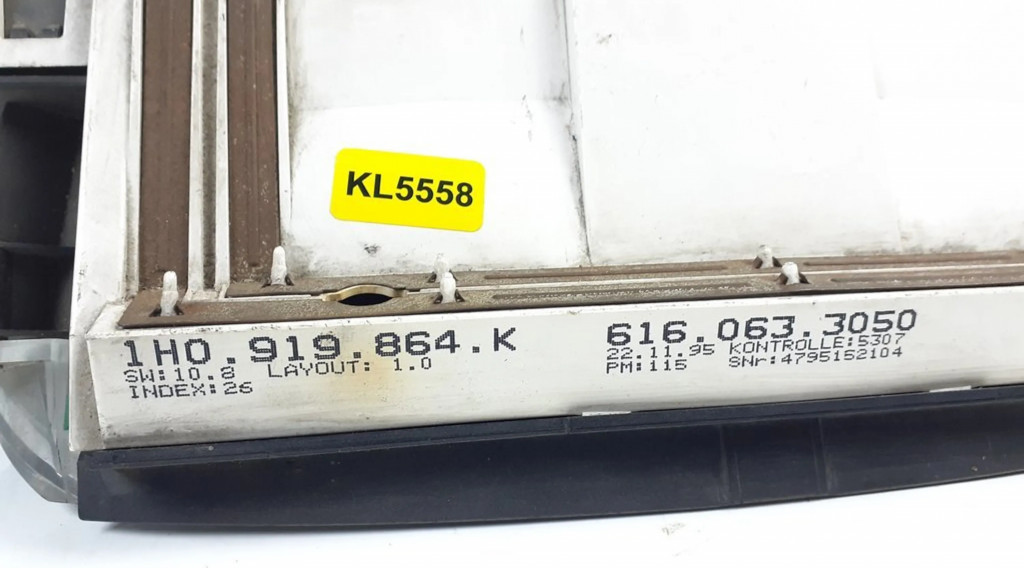 KL5558
1H0.919.864.K
SW:10.8 LAYOUT: 1.0
INDEX:26
616.063.3050
22.11.95 KONTROLLE:5307
PM:115 SNr:4795152104